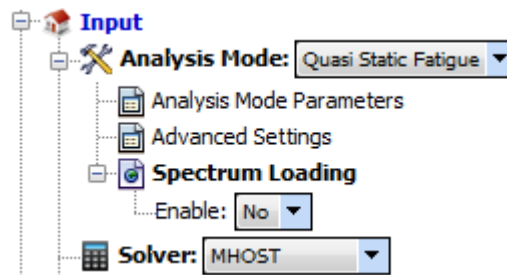 Input
Analysis Mode: Quasi Static Fatigue
Analysis Mode Parameters
Advanced Settings
Spectrum Loading
Enable: No
Solver: MHOST